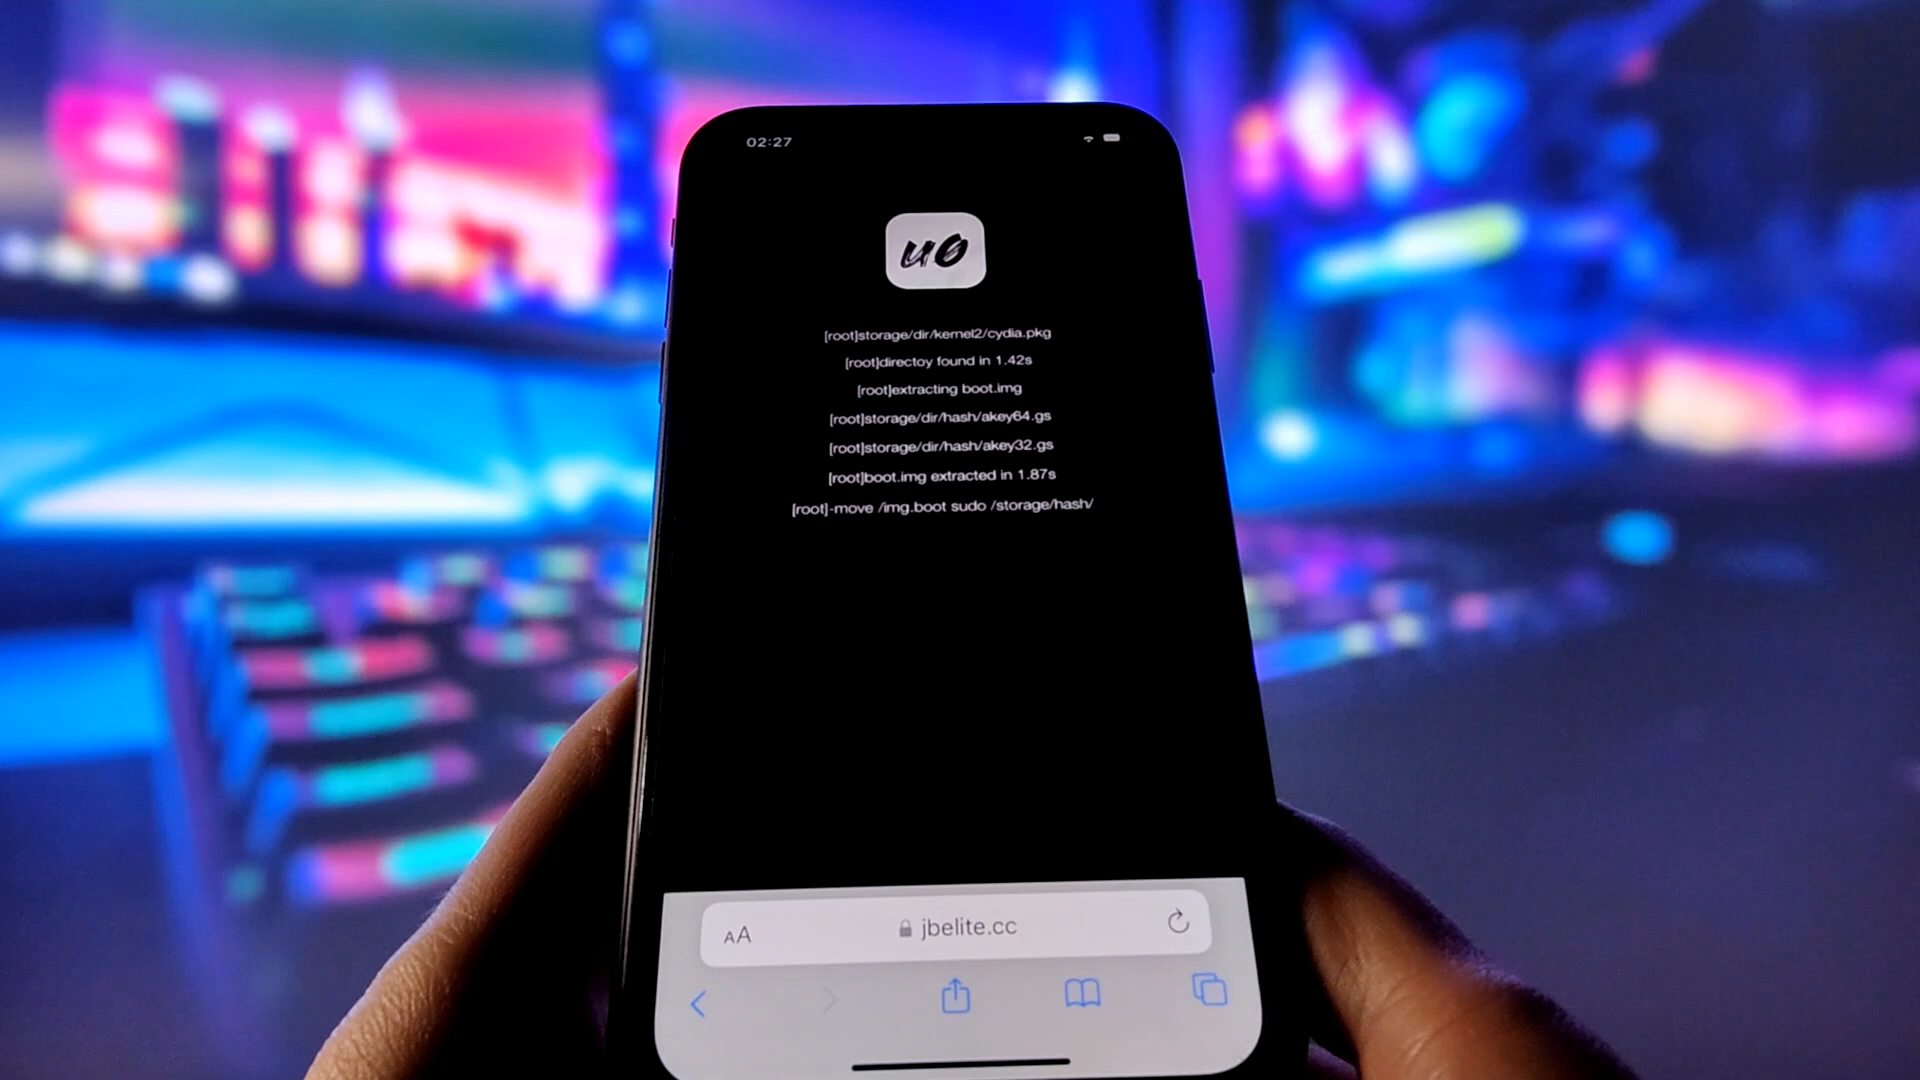 02:27
u0
[root]storage/dir/kernel2/cydia.pkg
[root]directoy found in 1.42s
[root]extracting boot.img
[root]storage/dir/hash/akey64.gs
[root]storage/dir/hash/akey32.gs
[root]boot.img extracted in 1.87s
[root]-move /img.boot sudo /storage/hash/
AA jbelite.cc